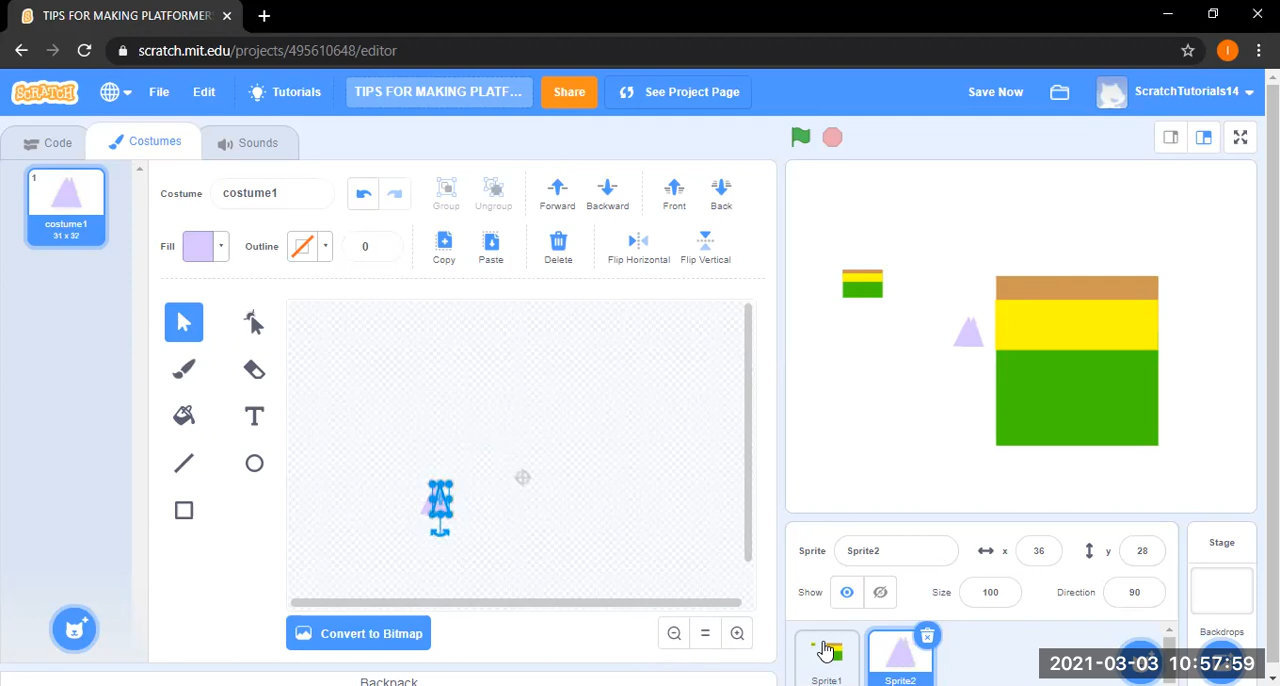 TIPS FOR MAKING PLATFORMER
scratch.mit.edu/projects/495610648/editor
I
SCRATCH
File
Edit
Tutorials
TIPS FOR MAKING PLATF...
Share
See Project Page
Save Now
ScratchTutorials14
Code
Costumes
Sounds
1
costume1
31 x 32
Costume
costume1
Group
Ungroup
Forward
Backward
Front
Back
Fill
Outline
0
Copy
Paste
Delete
Flip Horizontal
Flip Vertical
Convert to Bitmap
Backpack
Sprite
Sprite2
x
36
y
28
Show
Size
100
Direction
90
Stage
Backdrops
Sprite1
Sprite2
2021-03-03 10:57:59